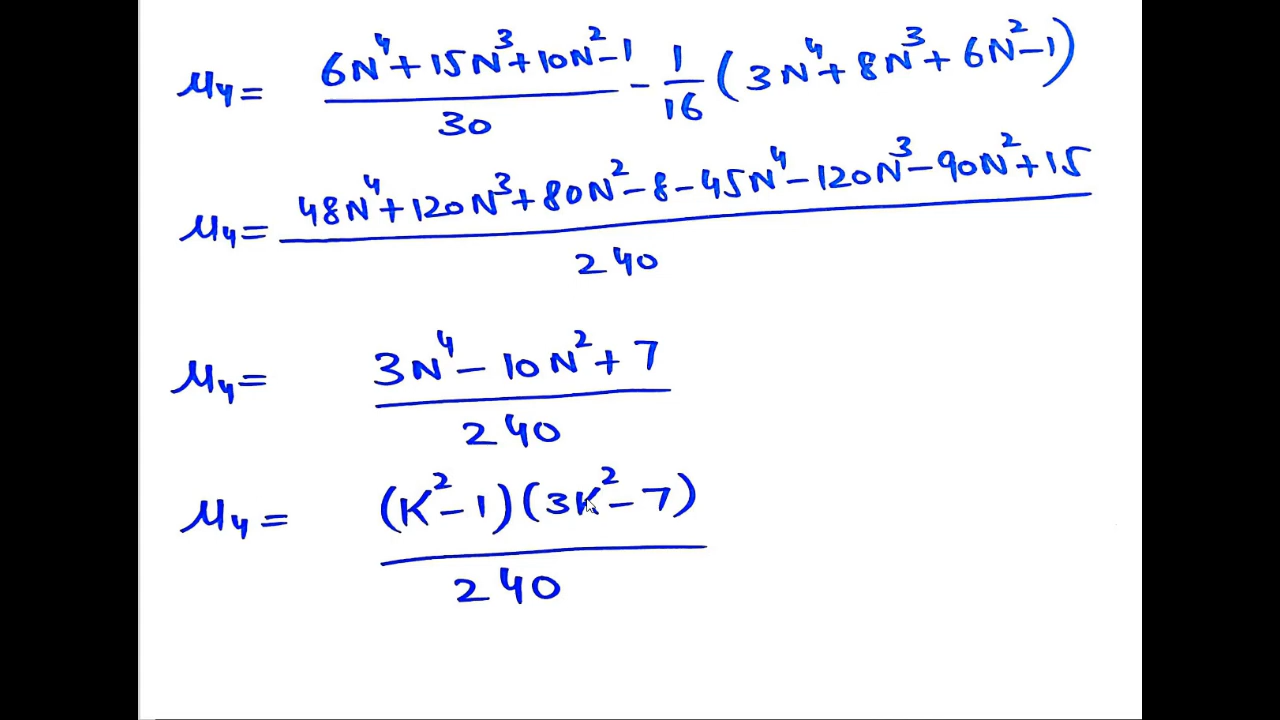 μ₄ = (6N⁴ + 15N³ + 10N² - 1)/30 - 1/16 (3N⁴ + 8N³ + 6N² - 1)
μ₄ = (48N⁴ + 120N³ + 80N² - 8 - 45N⁴ - 120N³ - 90N² + 15)/240
μ₄ = (3N⁴ - 10N² + 7)/240
μ₄ = (K² - 1)(3K² - 7)/240